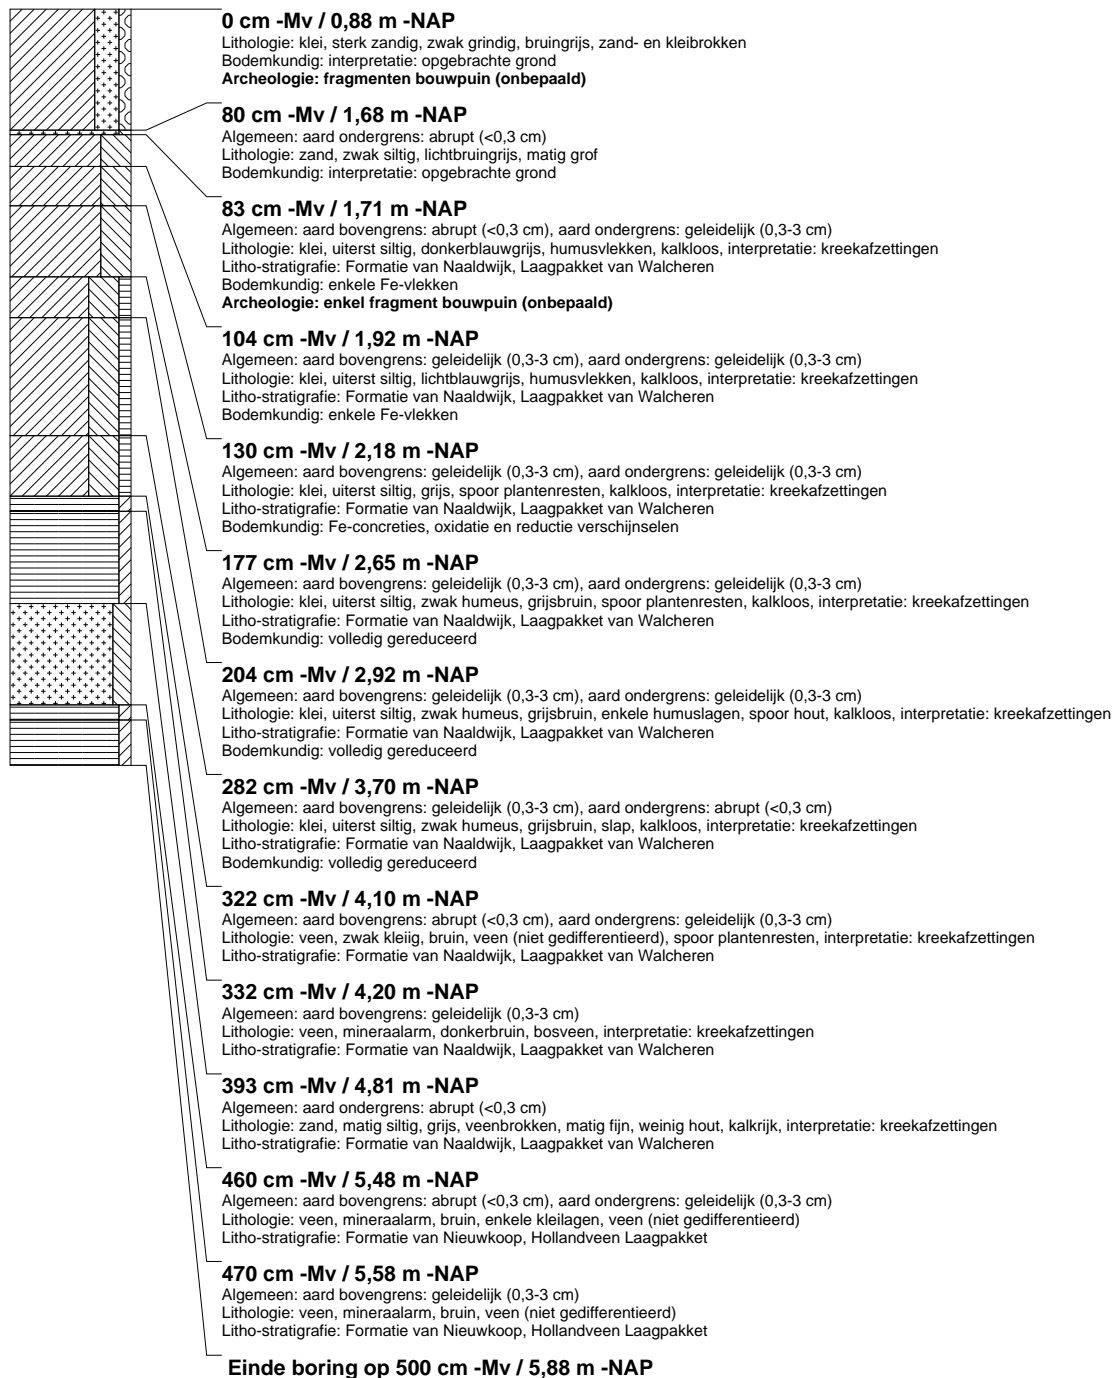 0 cm -Mv / 0,88 m -NAP
Lithologie: klei, sterk zandig, zwak grindig, bruingrijs, zand- en kleibrokken
Bodemkundig: interpretatie: opgebrachte grond
Archeologie: fragmenten bouwpuin (onbepaald)
80 cm -Mv / 1,68 m -NAP
Algemeen: aard ondergrens: abrupt (<0,3 cm)
Lithologie: zand, zwak siltig, lichtbruingrijs, matig grof
Bodemkundig: interpretatie: opgebrachte grond
83 cm -Mv / 1,71 m -NAP
Algemeen: aard bovengrens: abrupt (<0,3 cm), aard ondergrens: geleidelijk (0,3-3 cm)
Lithologie: klei, uiterst siltig, donkerblauwgrijs, humusvlekken, kalkloos, interpretatie: kreekafzettingen
Litho-stratigrafie: Formatie van Naaldwijk, Laagpakket van Walcheren
Bodemkundig: enkele Fe-vlekken
Archeologie: enkel fragment bouwpuin (onbepaald)
104 cm -Mv / 1,92 m -NAP
Algemeen: aard bovengrens: geleidelijk (0,3-3 cm), aard ondergrens: geleidelijk (0,3-3 cm)
Lithologie: klei, uiterst siltig, lichtblauwgrijs, humusvlekken, kalkloos, interpretatie: kreekafzettingen
Litho-stratigrafie: Formatie van Naaldwijk, Laagpakket van Walcheren
Bodemkundig: enkele Fe-vlekken
130 cm -Mv / 2,18 m -NAP
Algemeen: aard bovengrens: geleidelijk (0,3-3 cm), aard ondergrens: geleidelijk (0,3-3 cm)
Lithologie: klei, uiterst siltig, grijs, spoor plantenresten, kalkloos, interpretatie: kreekafzettingen
Litho-stratigrafie: Formatie van Naaldwijk, Laagpakket van Walcheren
Bodemkundig: Fe-concreties, oxidatie en reductie verschijnselen
177 cm -Mv / 2,65 m -NAP
Algemeen: aard bovengrens: geleidelijk (0,3-3 cm), aard ondergrens: geleidelijk (0,3-3 cm)
Lithologie: klei, uiterst siltig, zwak humeus, grijsbruin, spoor plantenresten, kalkloos, interpretatie: kreekafzettingen
Litho-stratigrafie: Formatie van Naaldwijk, Laagpakket van Walcheren
Bodemkundig: volledig gereduceerd
204 cm -Mv / 2,92 m -NAP
Algemeen: aard bovengrens: geleidelijk (0,3-3 cm), aard ondergrens: geleidelijk (0,3-3 cm)
Lithologie: klei, uiterst siltig, zwak humeus, grijsbruin, enkele humuslagen, spoor hout, kalkloos, interpretatie: kreekafzettingen
Litho-stratigrafie: Formatie van Naaldwijk, Laagpakket van Walcheren
Bodemkundig: volledig gereduceerd
282 cm -Mv / 3,70 m -NAP
Algemeen: aard bovengrens: geleidelijk (0,3-3 cm), aard ondergrens: abrupt (<0,3 cm)
Lithologie: klei, uiterst siltig, zwak humeus, grijsbruin, slap, kalkloos, interpretatie: kreekafzettingen
Litho-stratigrafie: Formatie van Naaldwijk, Laagpakket van Walcheren
Bodemkundig: volledig gereduceerd
322 cm -Mv / 4,10 m -NAP
Algemeen: aard bovengrens: abrupt (<0,3 cm), aard ondergrens: geleidelijk (0,3-3 cm)
Lithologie: veen, zwak kleiig, bruin, veen (niet gedifferentieerd), spoor plantenresten, interpretatie: kreekafzettingen
Litho-stratigrafie: Formatie van Naaldwijk, Laagpakket van Walcheren
332 cm -Mv / 4,20 m -NAP
Algemeen: aard bovengrens: geleidelijk (0,3-3 cm)
Lithologie: veen, mineraalarm, donkerbruin, bosveen, interpretatie: kreekafzettingen
Litho-stratigrafie: Formatie van Naaldwijk, Laagpakket van Walcheren
393 cm -Mv / 4,81 m -NAP
Algemeen: aard ondergrens: abrupt (<0,3 cm)
Lithologie: zand, matig siltig, grijs, veenbrokken, matig fijn, weinig hout, kalkrijk, interpretatie: kreekafzettingen
Litho-stratigrafie: Formatie van Naaldwijk, Laagpakket van Walcheren
460 cm -Mv / 5,48 m -NAP
Algemeen: aard bovengrens: abrupt (<0,3 cm), aard ondergrens: geleidelijk (0,3-3 cm)
Lithologie: veen, mineraalarm, bruin, enkele kleilagen, veen (niet gedifferentieerd)
Litho-stratigrafie: Formatie van Nieuwkoop, Hollandveen Laagpakket
470 cm -Mv / 5,58 m -NAP
Algemeen: aard bovengrens: geleidelijk (0,3-3 cm)
Lithologie: veen, mineraalarm, bruin, veen (niet gedifferentieerd)
Litho-stratigrafie: Formatie van Nieuwkoop, Hollandveen Laagpakket
Einde boring op 500 cm -Mv / 5,88 m -NAP